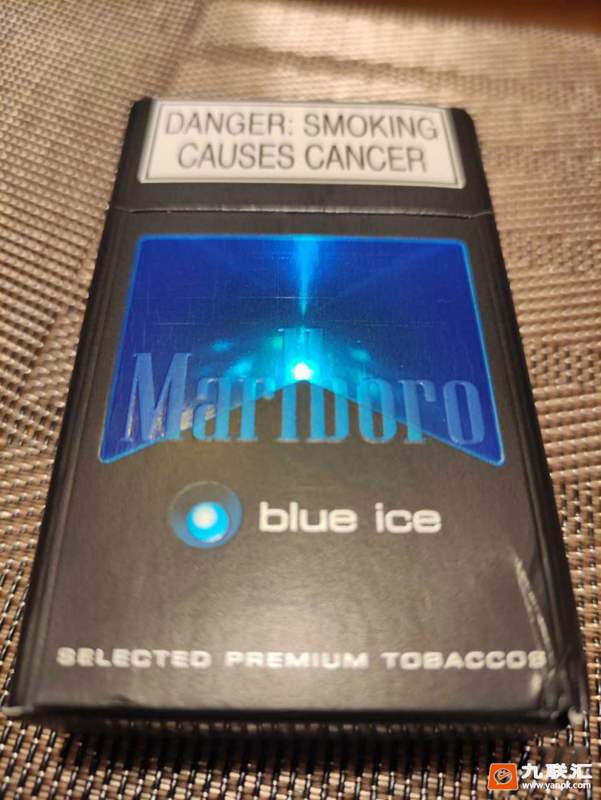 DANGER: SMOKING
CAUSES CANCER
Marlboro
blue ice
SELECTED PREMIUM TOBACCOS
九联汇
www.yanpk.com